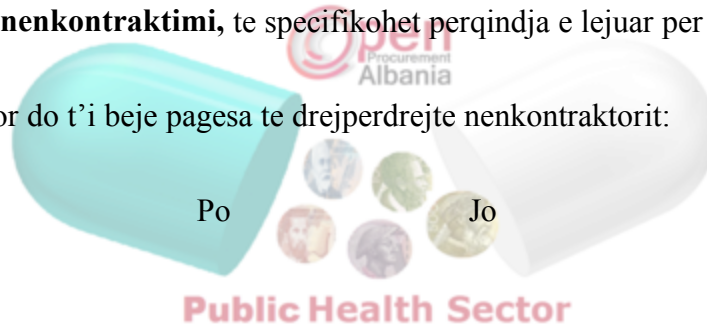 nenkontraktimi, te specifikohet perqindja e lejuar per
Open
Procurement
Albania
or do t’i beje pagesa te drejperdrejte nenkontraktorit:
Po Jo
Public Health Sector